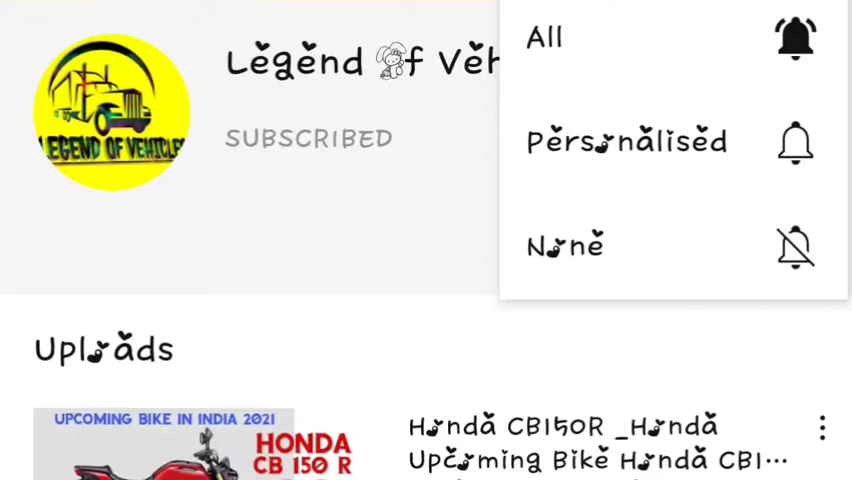 All
Legend Of Veh
Personalised
SUBSCRIBED
LEGEND OF VEHICLES
None
Uploads
UPCOMING BIKE IN INDIA 2021
HONDA
CB 150 R
Honda CB150R _Honda
Upcoming Bike Honda CB1...